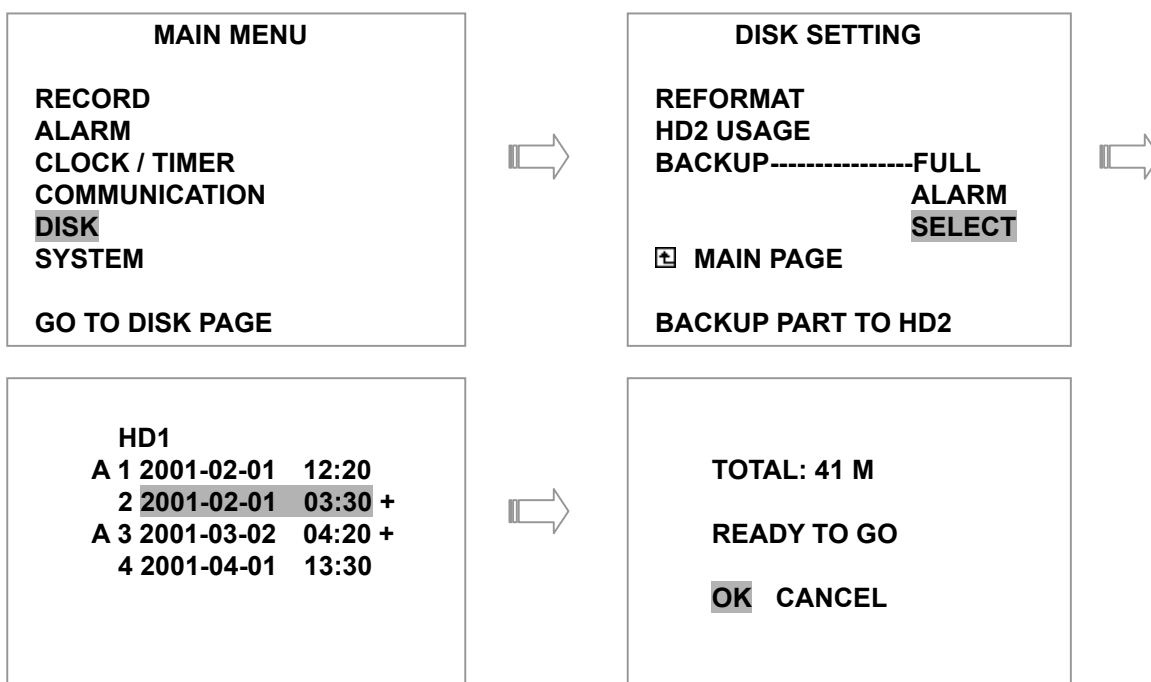 MAIN MENU
RECORD
ALARM
CLOCK / TIMER
COMMUNICATION
DISK
SYSTEM
GO TO DISK PAGE
DISK SETTING
REFORMAT
HD2 USAGE
BACKUP----------------FULL
ALARM
SELECT
MAIN PAGE
BACKUP PART TO HD2
HD1
A 1 2001-02-01 12:20
2 2001-02-01 03:30 +
A 3 2001-03-02 04:20 +
4 2001-04-01 13:30
TOTAL: 41 M
READY TO GO
OK CANCEL